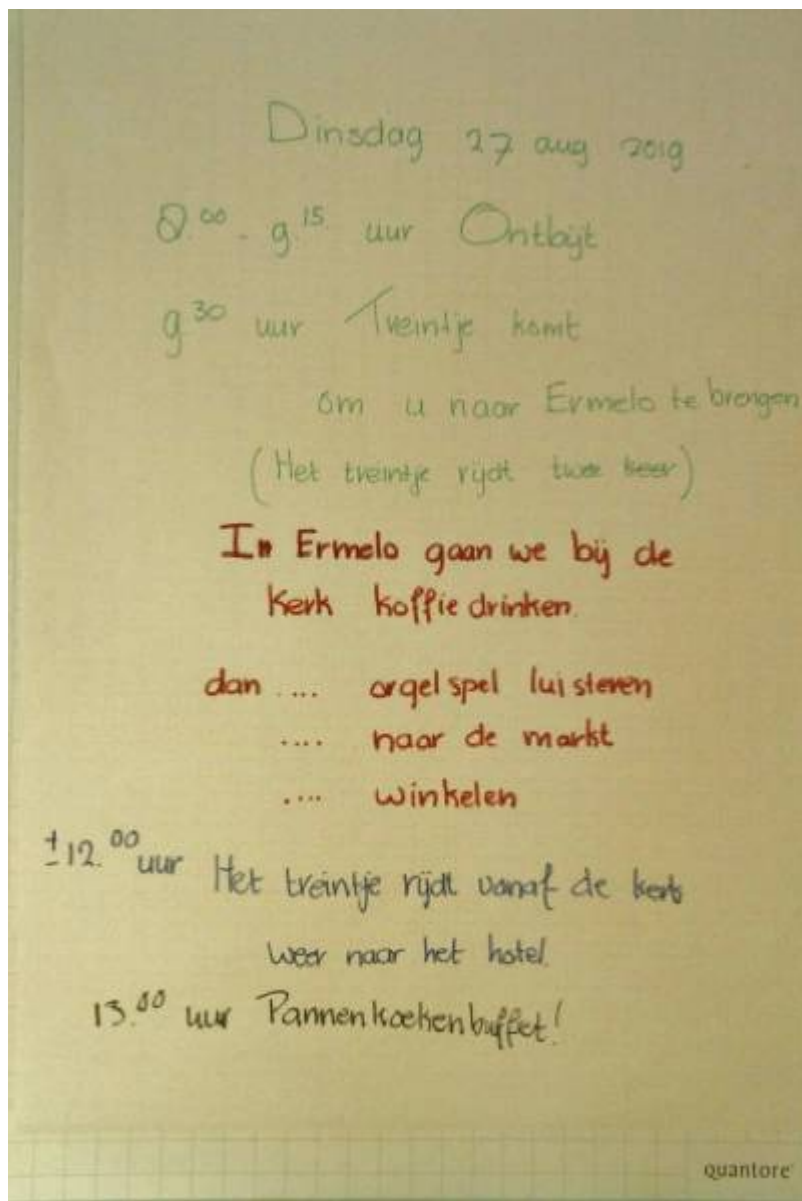 Dinsdag 27 aug 2019
8.00 - 9.15 uur Ontbijt
9 30 uur Treintje komt
om u naar Ermelo te brengen
(Het treintje rijdt twee keer)
In Ermelo gaan we bij de
kerk koffie drinken.
dan .... orgelspel luisteren
.... naar de markt
.... winkelen
±12.00 uur Het treintje rijdt vanaf de kerk
weer naar het hotel.
13.00 uur Pannenkoekenbuffet!
quantore